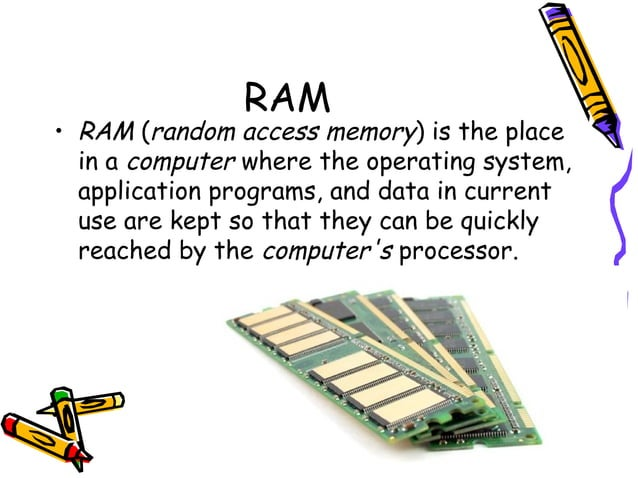 RAM
• RAM (random access memory) is the place
in a computer where the operating system,
application programs, and data in current
use are kept so that they can be quickly
reached by the computer's processor.